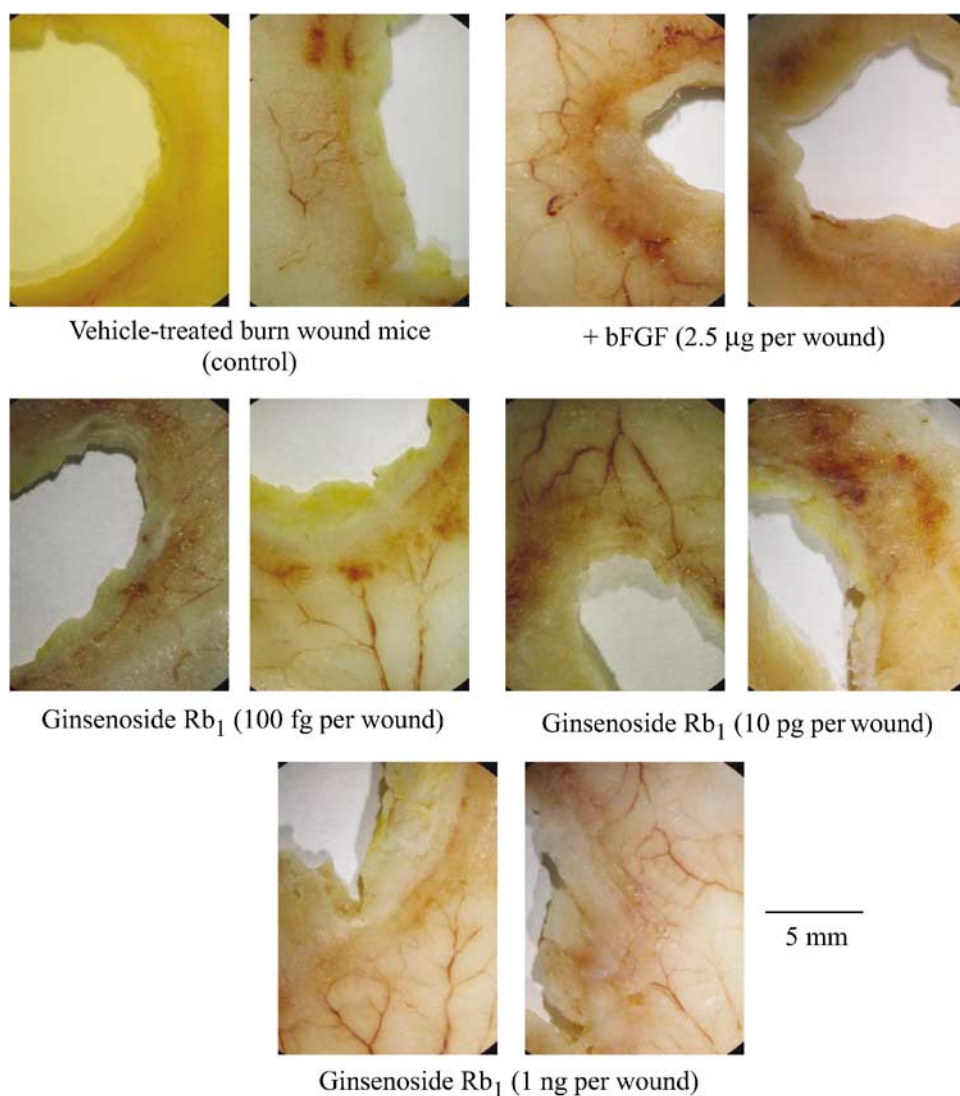 Vehicle-treated burn wound mice
(control)
+ bFGF (2.5 μg per wound)
Ginsenoside Rb₁ (100 fg per wound)
Ginsenoside Rb₁ (10 pg per wound)
5 mm
Ginsenoside Rb₁ (1 ng per wound)